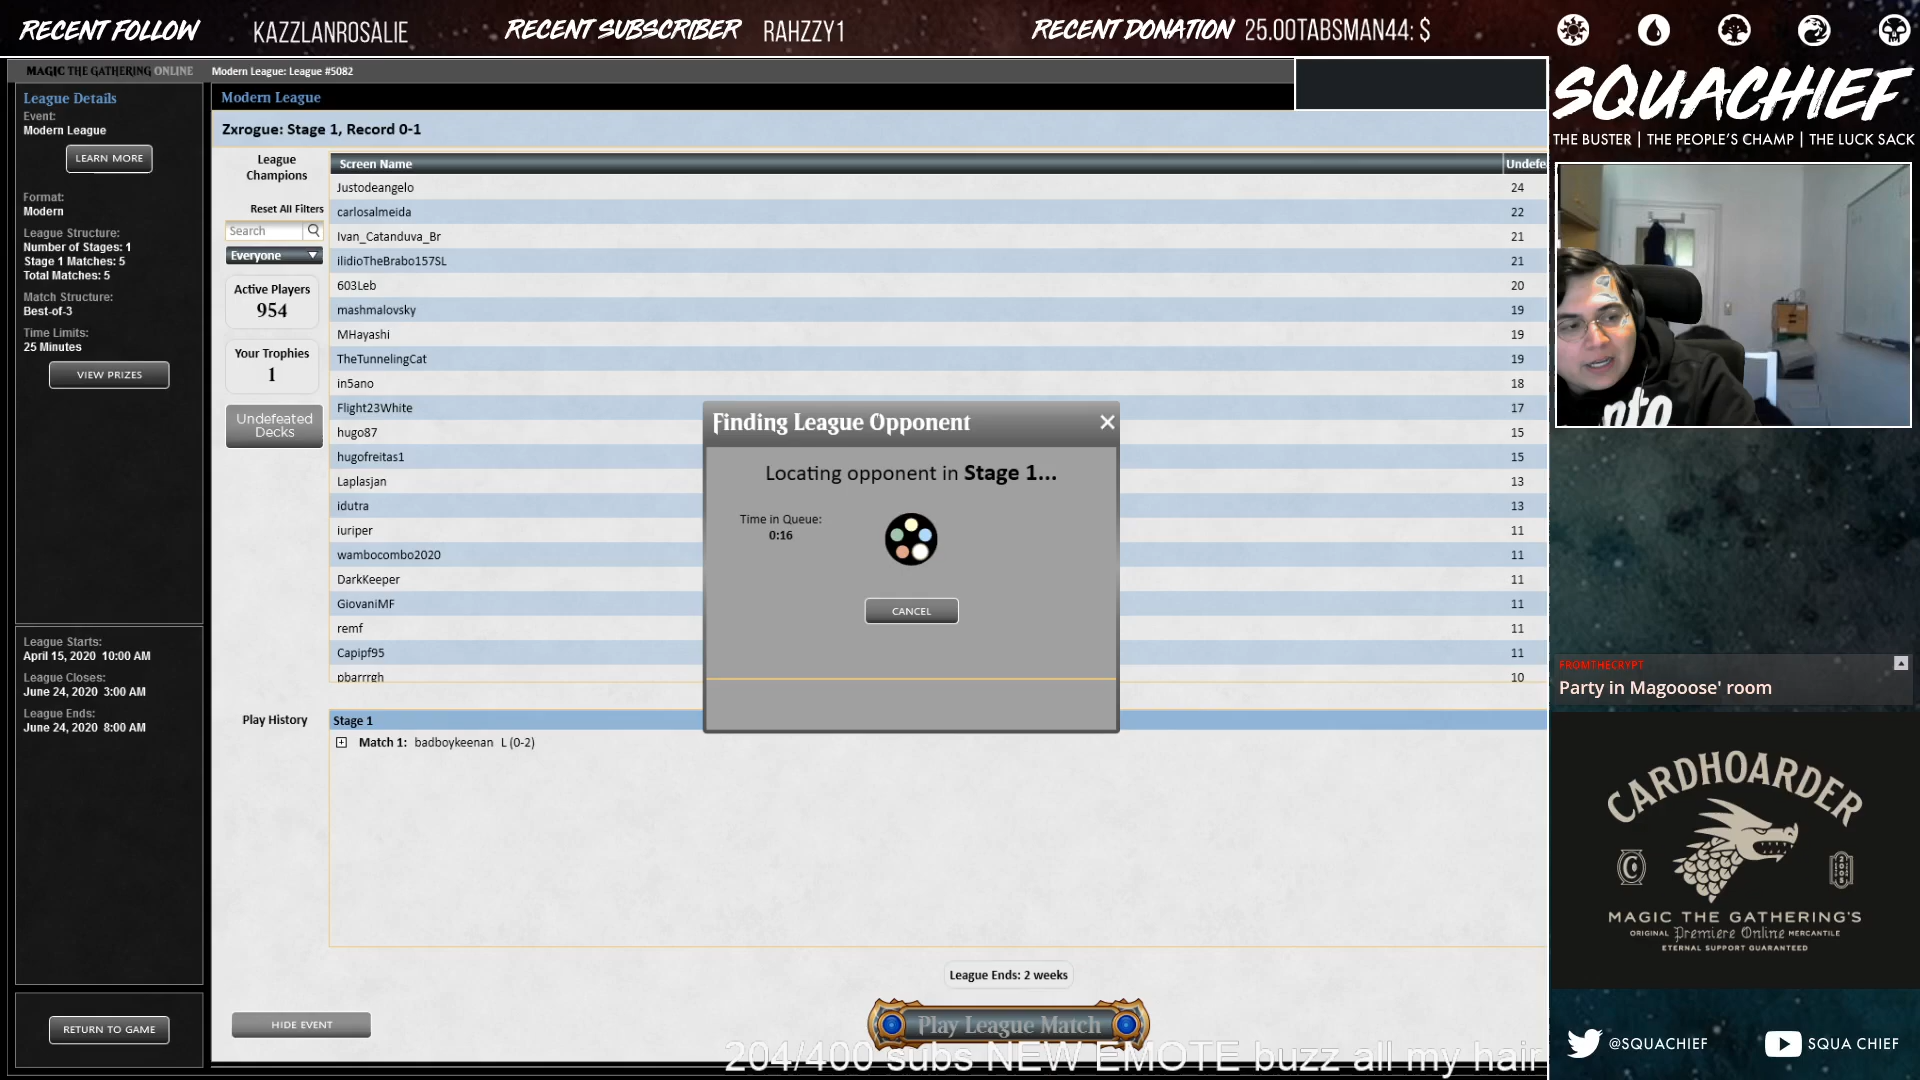 RECENT FOLLOW KAZZLANROSALIE RECENT SUBSCRIBER RAHZZY1 RECENT DONATION 25.00TABSMAN44: $
MAGIC THE GATHERING ONLINE Modern League: League #5082
League Details
Event:
Modern League
LEARN MORE
Format:
Modern
League Structure:
Number of Stages: 1
Stage 1 Matches: 5
Total Matches: 5
Match Structure:
Best-of-3
Time Limits:
25 Minutes
VIEW PRIZES
League Starts:
April 15, 2020 10:00 AM
League Closes:
June 24, 2020 3:00 AM
League Ends:
June 24, 2020 8:00 AM
RETURN TO GAME
Modern League
Zxrogue: Stage 1, Record 0-1
League
Champions
Reset All Filters
Search
Everyone
Active Players
954
Your Trophies
1
Undefeated
Decks
Screen Name Undefe
Justodeangelo 24
carlosalmeida 22
Ivan_Catanduva_Br 21
ilidioTheBrabo157SL 21
603Leb 20
mashmalovsky 19
MHayashi 19
TheTunnelingCat 19
in5ano 18
Flight23White 17
hugo87 15
hugofreitas1 15
Laplasjan 13
idutra 13
iuriper 11
wambocombo2020 11
DarkKeeper 11
GiovaniMF 11
remf 11
Capipf95 11
pbarrrgh 10
Finding League Opponent
Locating opponent in Stage 1...
Time in Queue:
0:16
CANCEL
Play History
Stage 1
Match 1: badboykeenan L (0-2)
League Ends: 2 weeks
HIDE EVENT
Play League Match
204/400 subs NEW EMOTE buzz all my hair
SQUACHIEF
THE BUSTER | THE PEOPLE'S CHAMP | THE LUCK SACK
FROMTHECRYPT
Party in Magooose' room
CARDHOARDER
C
2005
MAGIC THE GATHERING'S
ORIGINAL Premiere Online MERCANTILE
ETERNAL SUPPORT GUARANTEED
@SQUACHIEF SQUA CHIEF